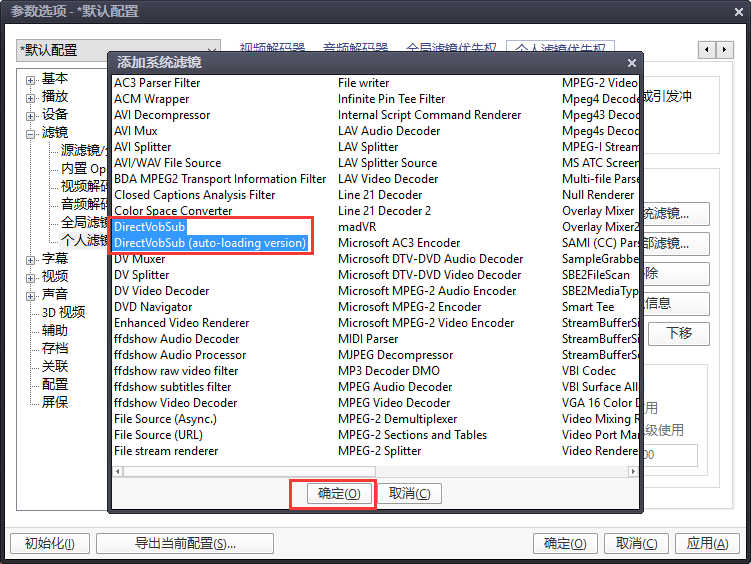 参数选项 - *默认配置
*默认配置
视频解码器
音频解码器
全局滤镜优先权
个人滤镜优先权
基本
播放
设备
滤镜
源滤镜/
内置 Op
视频解码
音频解码
全局滤镜
个人滤镜
字幕
视频
声音
3D 视频
辅助
存档
关联
配置
屏保
添加系统滤镜
AC3 Parser Filter
ACM Wrapper
AVI Decompressor
AVI Mux
AVI Splitter
AVI/WAV File Source
BDA MPEG2 Transport Information Filter
Closed Captions Analysis Filter
Color Space Converter
DirectVobSub
DirectVobSub (auto-loading version)
DV Muxer
DV Splitter
DV Video Decoder
DVD Navigator
Enhanced Video Renderer
ffdshow Audio Decoder
ffdshow Audio Processor
ffdshow raw video filter
ffdshow subtitles filter
ffdshow Video Decoder
File Source (Async.)
File Source (URL)
File stream renderer
File writer
Infinite Pin Tee Filter
Internal Script Command Renderer
LAV Audio Decoder
LAV Splitter
LAV Splitter Source
LAV Video Decoder
Line 21 Decoder
Line 21 Decoder 2
madVR
Microsoft AC3 Encoder
Microsoft DTV-DVD Audio Decoder
Microsoft DTV-DVD Video Decoder
Microsoft MPEG-2 Audio Encoder
Microsoft MPEG-2 Encoder
Microsoft MPEG-2 Video Encoder
MIDI Parser
MJPEG Decompressor
MP3 Decoder DMO
MPEG Audio Decoder
MPEG Video Decoder
MPEG-2 Demultiplexer
MPEG-2 Sections and Tables
MPEG-2 Splitter
MPEG-2 Video
Mpeg4 Decode
Mpeg43 Decod
Mpeg4s Decod
MPEG-I Stream
MS ATC Screen
Multi-file Parse
Null Renderer
Overlay Mixer
Overlay Mixer2
SAMI (CC) Pars
SampleGrabbe
SBE2FileScan
SBE2MediaType
Smart Tee
StreamBufferSi
StreamBufferSi
StreamBufferSo
VBI Codec
VBI Surface All
VGA 16 Color D
Video Mixing R
Video Port Man
Video Rendere
确定(O)
取消(C)
或引发冲
统滤镜...
部滤镜...
除
信息
下移
使用
级使用
00
初始化(I)
导出当前配置(S)...
确定(O)
取消(C)
应用(A)